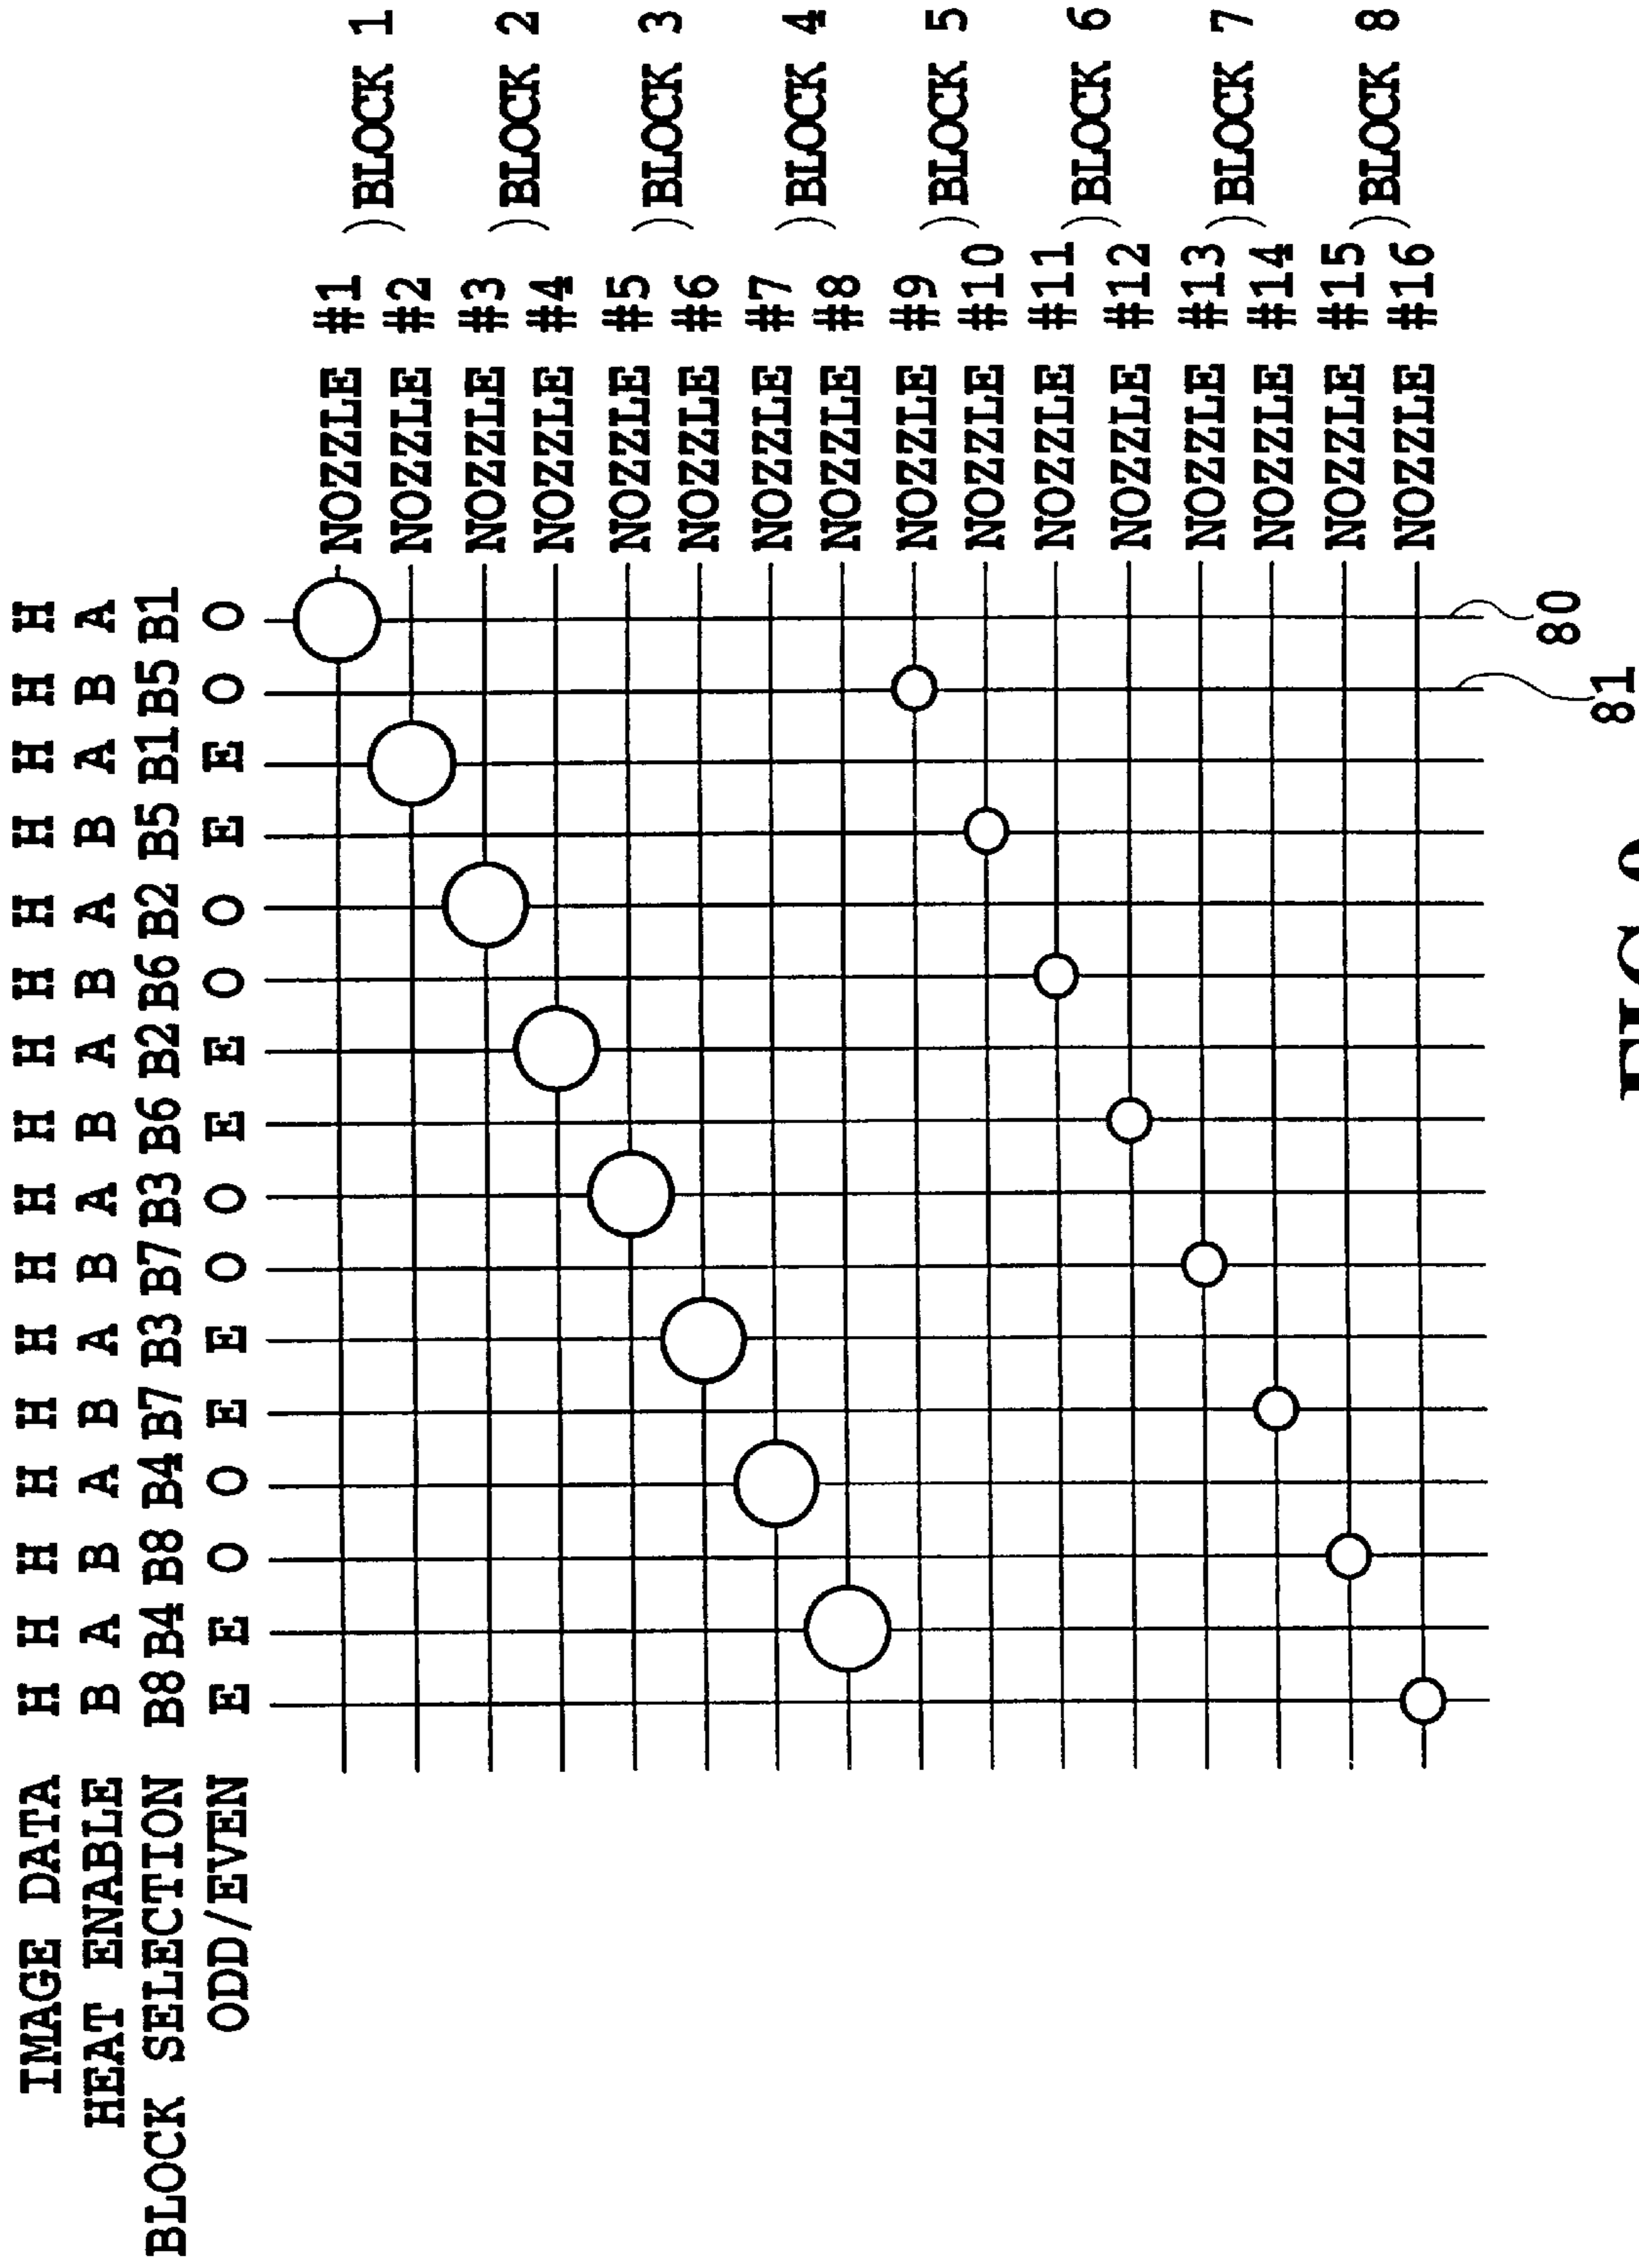 IMAGE DATA H H H H H H H H H H H H H H H H
HEAT ENABLE B A B A B A B A B A B A B A B A
BLOCK SELECTION B8 B4 B8 B4 B7 B3 B7 B3 B6 B2 B6 B2 B5 B1 B5 B1
ODD/EVEN E E O O E E O O E E O O E E O O
NOZZLE #1
BLOCK 1
NOZZLE #2
NOZZLE #3
BLOCK 2
NOZZLE #4
NOZZLE #5
BLOCK 3
NOZZLE #6
NOZZLE #7
BLOCK 4
NOZZLE #8
NOZZLE #9
BLOCK 5
NOZZLE #10
NOZZLE #11
BLOCK 6
NOZZLE #12
NOZZLE #13
BLOCK 7
NOZZLE #14
NOZZLE #15
BLOCK 8
NOZZLE #16
80
81